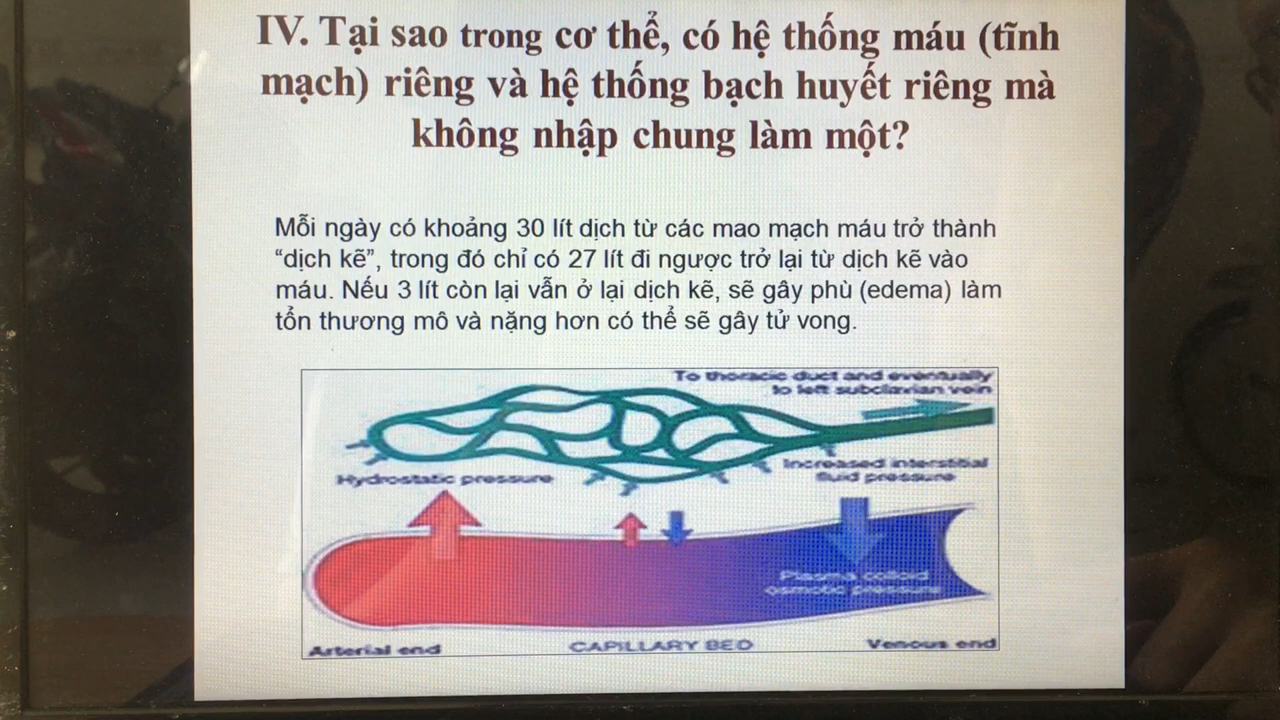 IV. Tại sao trong cơ thể, có hệ thống máu (tĩnh
mạch) riêng và hệ thống bạch huyết riêng mà
không nhập chung làm một?
Mỗi ngày có khoảng 30 lít dịch từ các mao mạch máu trở thành
“dịch kẽ”, trong đó chỉ có 27 lít đi ngược trở lại từ dịch kẽ vào
máu. Nếu 3 lít còn lại vẫn ở lại dịch kẽ, sẽ gây phù (edema) làm
tổn thương mô và nặng hơn có thể sẽ gây tử vong.
To thoracic duct and eventually
to left subclavian vein
Hydrostatic pressure
Increased interstitial
fluid pressure
Plasma colloid
osmotic pressure
Arterial end
CAPILLARY BED
Venous end